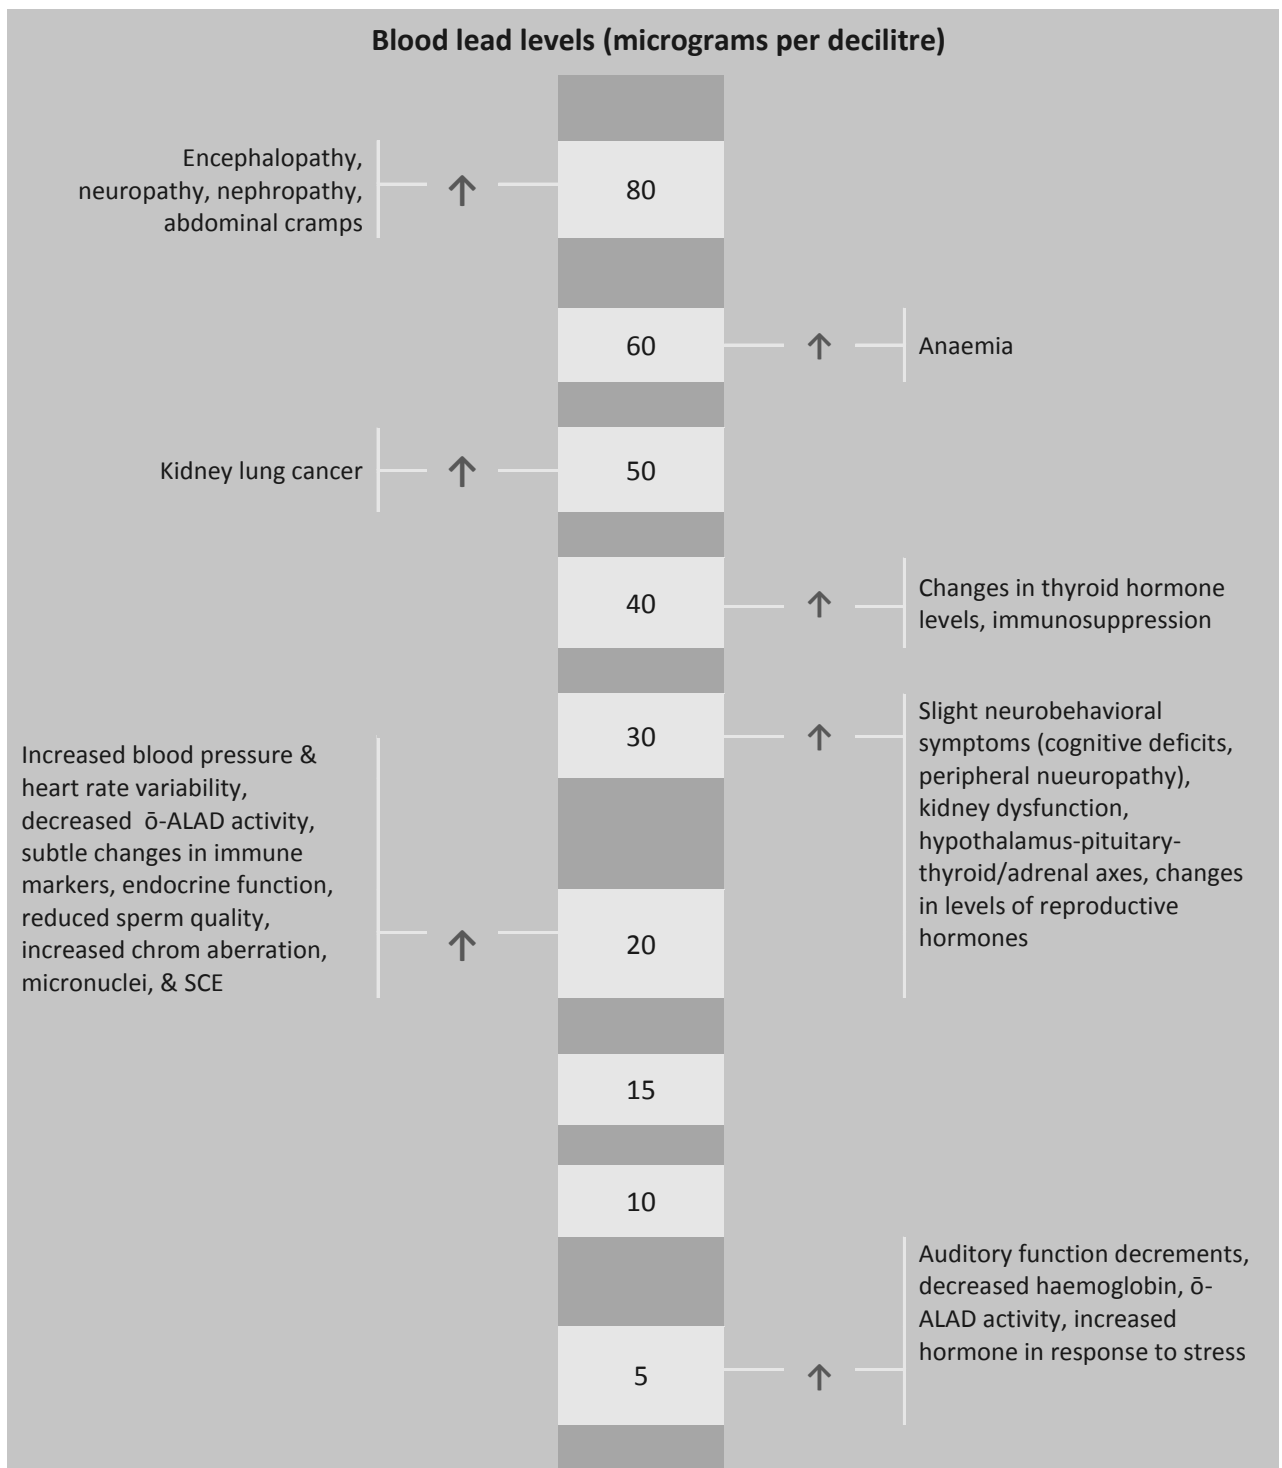 Blood lead levels (micrograms per decilitre)
Encephalopathy,
neuropathy, nephropathy,
abdominal cramps
80
60
Anaemia
Kidney lung cancer
50
40
Changes in thyroid hormone
levels, immunosuppression
30
Slight neurobehavioral
symptoms (cognitive deficits,
peripheral nueuropathy),
kidney dysfunction,
hypothalamus-pituitary-
thyroid/adrenal axes, changes
in levels of reproductive
hormones
Increased blood pressure &
heart rate variability,
decreased ō-ALAD activity,
subtle changes in immune
markers, endocrine function,
reduced sperm quality,
increased chrom aberration,
micronuclei, & SCE
20
15
10
Auditory function decrements,
decreased haemoglobin, ō-
ALAD activity, increased
hormone in response to stress
5